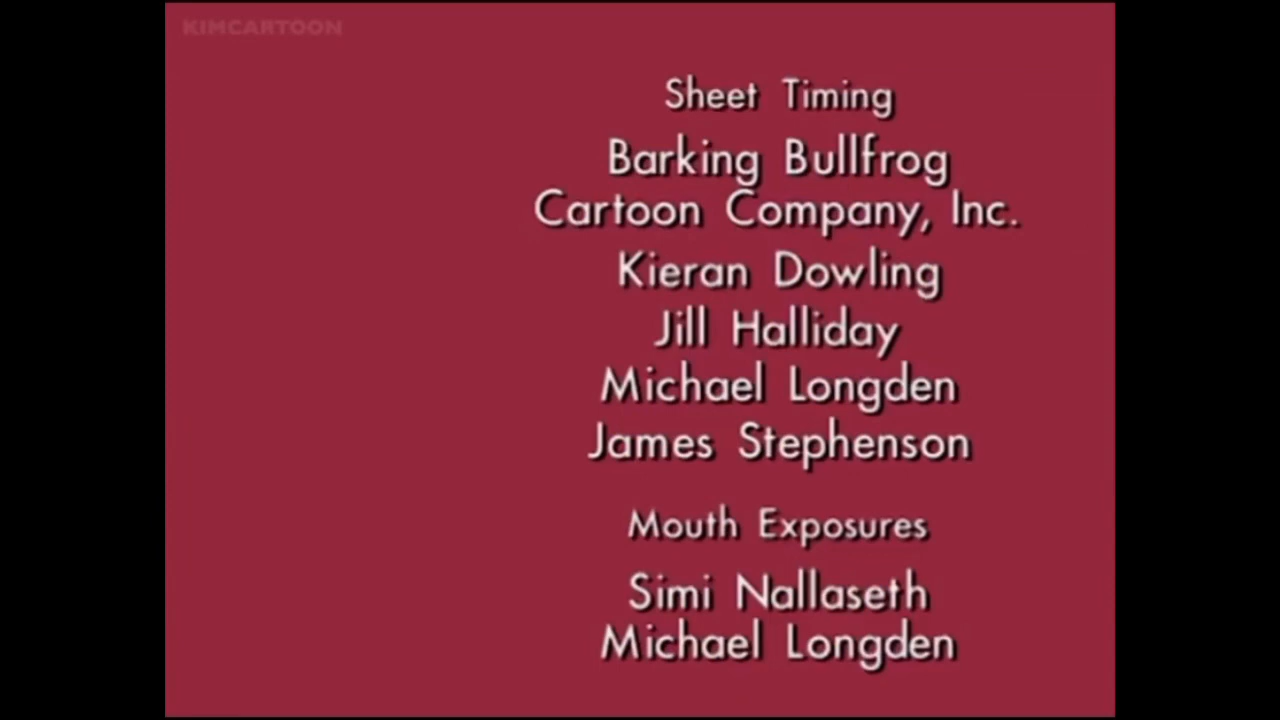 KIMCARTOON
Sheet Timing
Barking Bullfrog
Cartoon Company, Inc.
Kieran Dowling
Jill Halliday
Michael Longden
James Stephenson
Mouth Exposures
Simi Nallaseth
Michael Longden